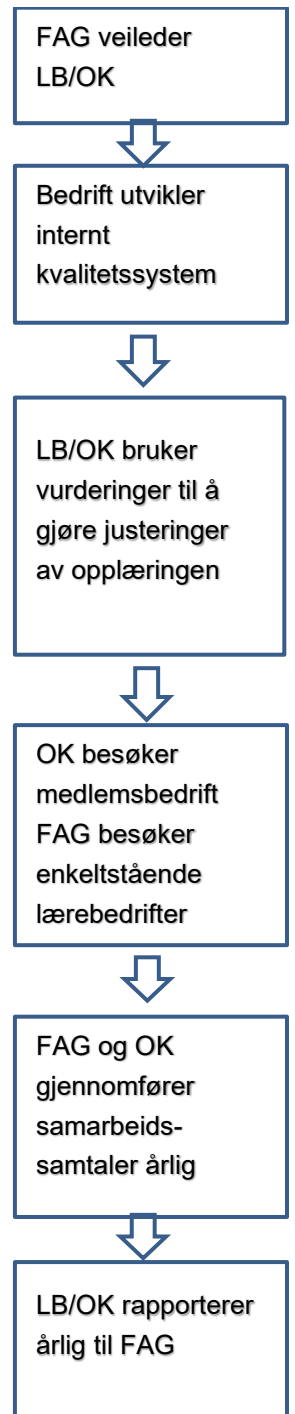 FAG veileder
LB/OK
Bedrift utvikler
internt
kvalitetssystem
LB/OK bruker
vurderinger til å
gjøre justeringer
av opplæringen
OK besøker
medlemsbedrift
FAG besøker
enkeltstående
lærebedrifter
FAG og OK
gjennomfører
samarbeids-
samtaler årlig
LB/OK rapporterer
årlig til FAG